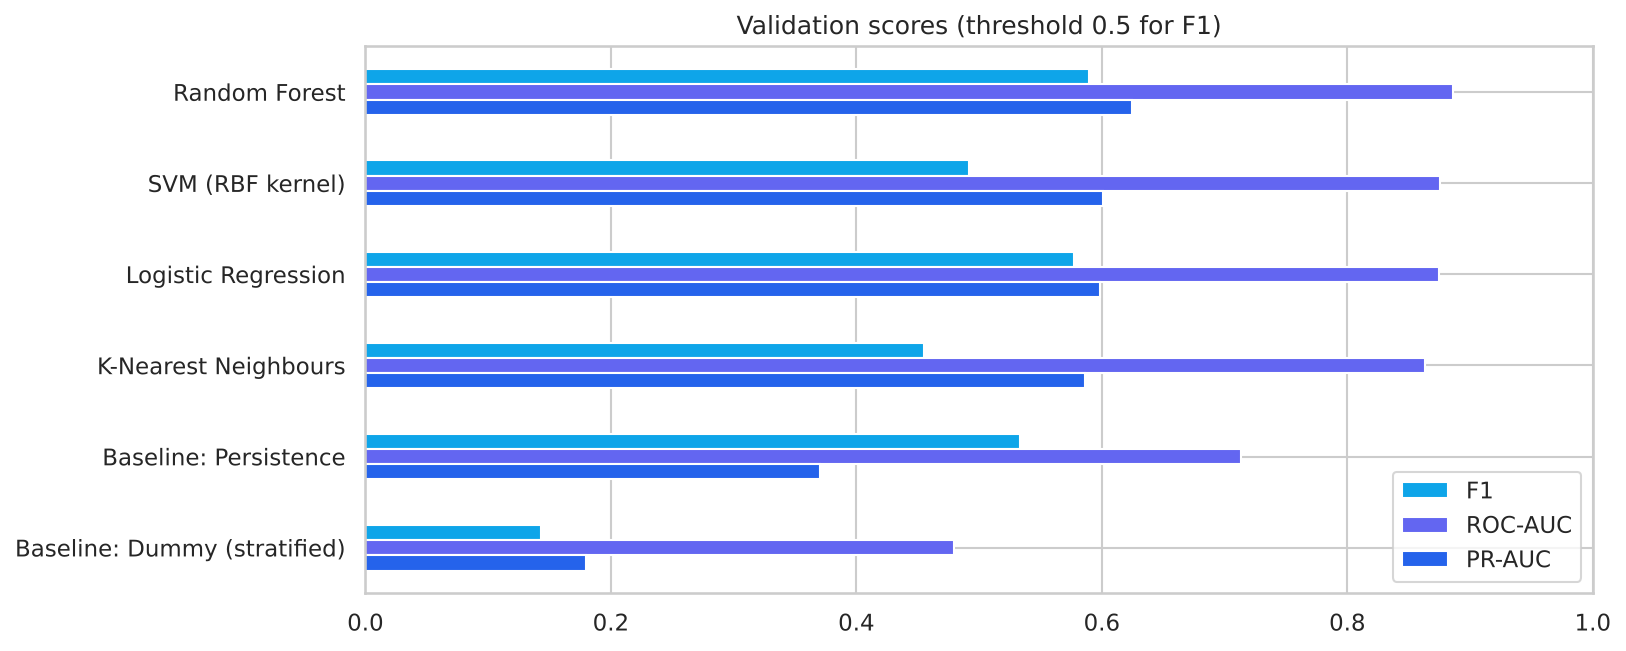 Validation scores (threshold 0.5 for F1)
Random Forest
SVM (RBF kernel)
Logistic Regression
K-Nearest Neighbours
Baseline: Persistence
Baseline: Dummy (stratified)
F1
ROC-AUC
PR-AUC
0.0 0.2 0.4 0.6 0.8 1.0